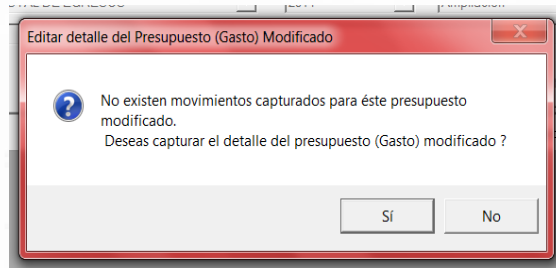 Editar detalle del Presupuesto (Gasto) Modificado
No existen movimientos capturados para éste presupuesto
modificado.
Deseas capturar el detalle del presupuesto (Gasto) modificado ?
Sí
No